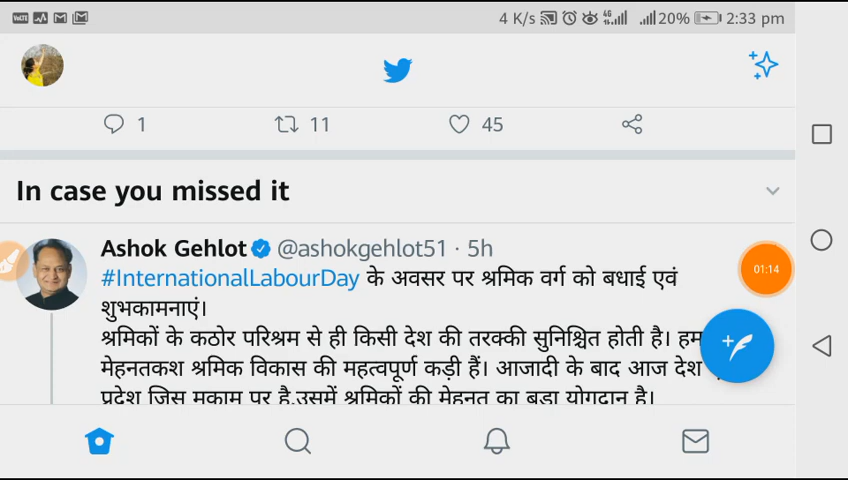 VoLTE 4 K/s 4G 20% 2:33 pm
1 11 45
In case you missed it
Ashok Gehlot @ashokgehlot51 · 5h
#InternationalLabourDay के अवसर पर श्रमिक वर्ग को बधाई एवं
शुभकामनाएं।
श्रमिकों के कठोर परिश्रम से ही किसी देश की तरक्की सुनिश्चित होती है। हम
मेहनतकश श्रमिक विकास की महत्वपूर्ण कड़ी हैं। आजादी के बाद आज देश
प्रदेश जिस मुकाम पर है,उसमें श्रमिकों की मेहनत का बड़ा योगदान है।
01:14